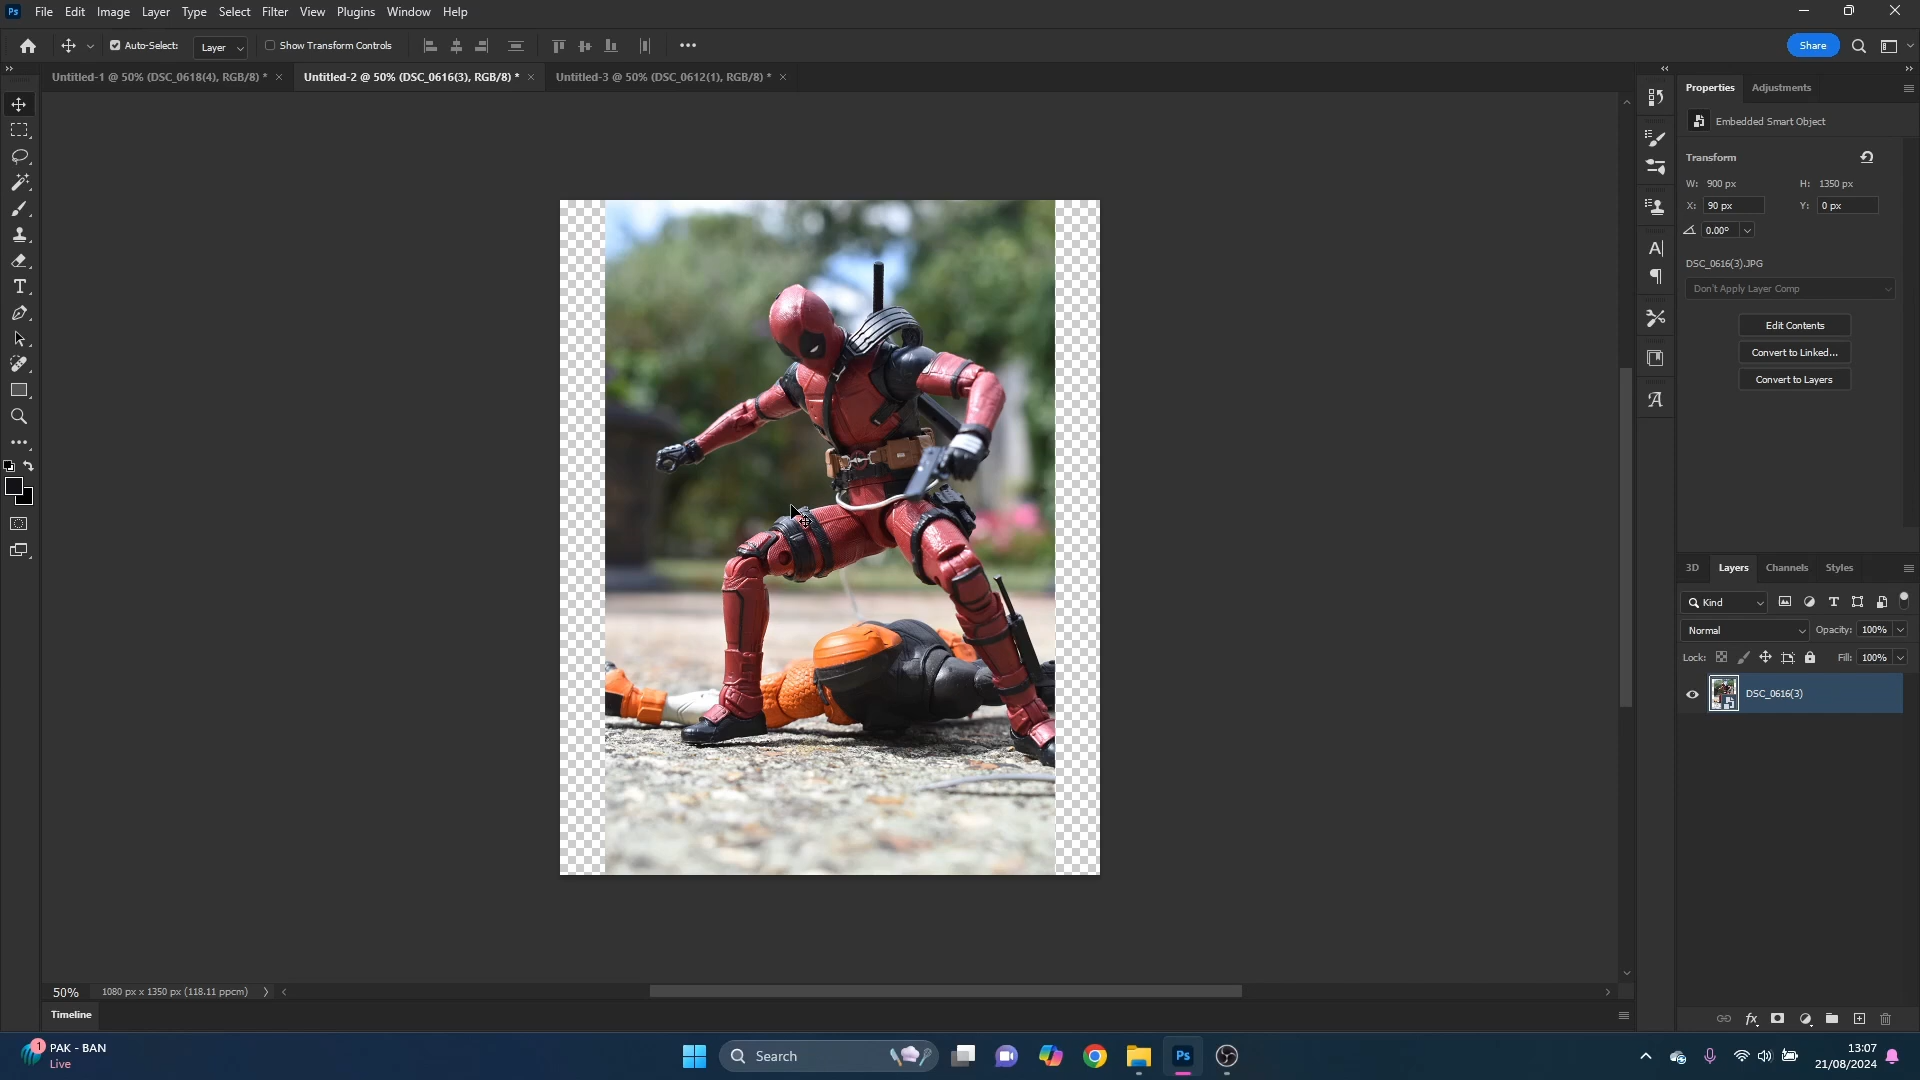 Ps File Edit Image Layer Type Select Filter View Plugins Window Help
Auto-Select: Layer Show Transform Controls Share
Untitled-1 @ 50% (DSC_0618(4), RGB/8) * Untitled-2 @ 50% (DSC_0616(3), RGB/8) * Untitled-3 @ 50% (DSC_0612(1), RGB/8) *
Properties Adjustments
Embedded Smart Object
Transform
W: 900 px H: 1350 px
X: 90 px Y: 0 px
0.00°
DSC_0616(3).JPG
Don't Apply Layer Comp
Edit Contents
Convert to Linked...
Convert to Layers
3D Layers Channels Styles
Kind
Normal Opacity: 100%
Lock: Fill: 100%
DSC_0616(3)
50% 1080 px x 1350 px (118.11 ppcm)
Timeline
1 PAK - BAN
Live
Search
Ps
13:07
21/08/2024